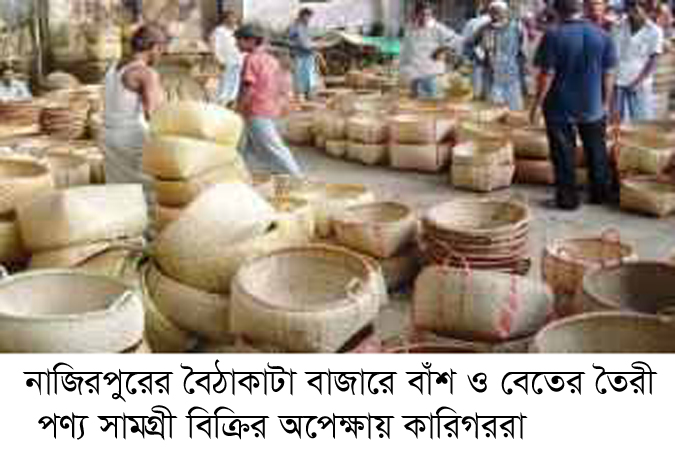 নাজিরপুরের বৈঠাকাটা বাজারে বাঁশ ও বেতের তৈরী
পণ্য সামগ্রী বিক্রির অপেক্ষায় কারিগররা